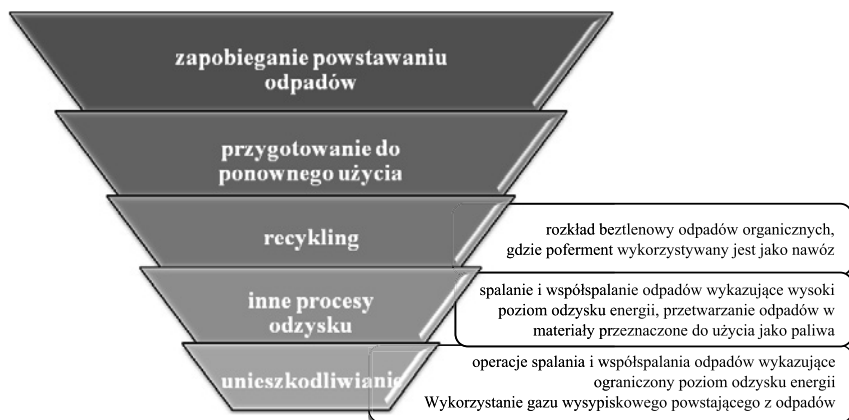 zapobieganie powstawaniu
odpadów
przygotowanie do
ponownego użycia
recykling
rozkład beztlenowy odpadów organicznych,
gdzie poferment wykorzystywany jest jako nawóz
inne procesy
odzysku
spalanie i współspalanie odpadów wykazujące wysoki
poziom odzysku energii, przetwarzanie odpadów w
materiały przeznaczone do użycia jako paliwa
unieszkodliwianie
operacje spalania i współspalania odpadów wykazujące
ograniczony poziom odzysku energii
Wykorzystanie gazu wysypiskowego powstającego z odpadów